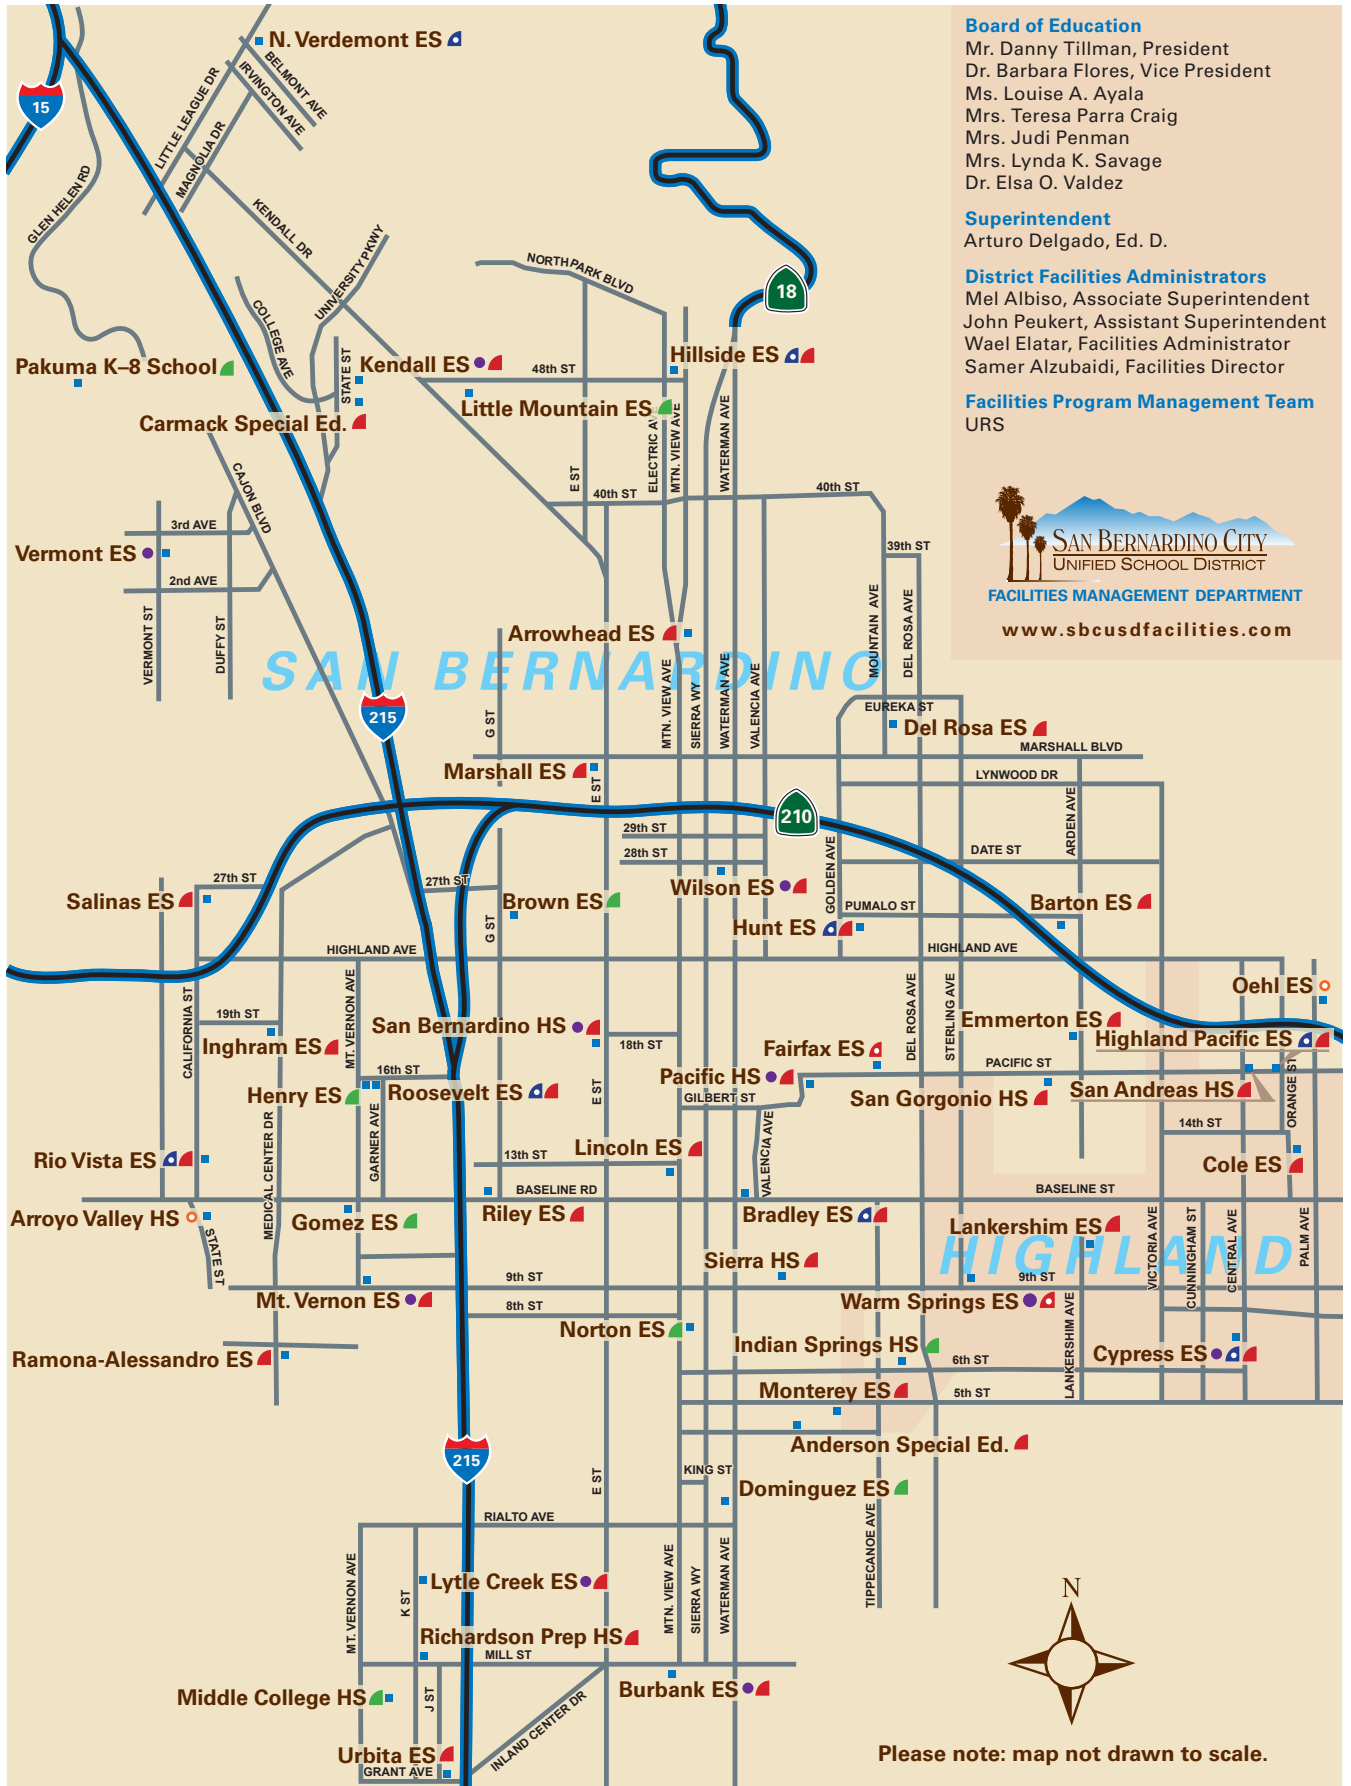 Board of Education
Mr. Danny Tillman, President
Dr. Barbara Flores, Vice President
Ms. Louise A. Ayala
Mrs. Teresa Parra Craig
Mrs. Judi Penman
Mrs. Lynda K. Savage
Dr. Elsa O. Valdez
Superintendent
Arturo Delgado, Ed. D.
District Facilities Administrators
Mel Albiso, Associate Superintendent
John Peukert, Assistant Superintendent
Wael Elatar, Facilities Administrator
Samer Alzubaidi, Facilities Director
Facilities Program Management Team
URS
SAN BERNARDINO CITY
UNIFIED SCHOOL DISTRICT
FACILITIES MANAGEMENT DEPARTMENT
www.sbcusdfacilities.com
N. Verdemont ES
BELMONT AVE
IRVINGTON AVE
LITTLE LEAGUE DR
MAGNOLIA DR
15
GLEN HELEN RD
KENDALL DR
UNIVERSITY PKWY
COLLEGE AVE
STATE ST
NORTHPARK BLVD
18
Pakuma K–8 School
Kendall ES
48th ST
Hillside ES
Little Mountain ES
Carmack Special Ed.
ELECTRIC AVE
MTN. VIEW AVE
WATERMAN AVE
E ST
40th ST
40th ST
CAJON BLVD
3rd AVE
Vermont ES
2nd AVE
VERMONT ST
DUFFY ST
39th ST
MOUNTAIN AVE
DEL ROSA AVE
Arrowhead ES
SAN BERNARDINO
MTN. VIEW AVE
SIERRA WY
WATERMAN AVE
VALENCIA AVE
G ST
215
EUREKA ST
Del Rosa ES
MARSHALL BLVD
Marshall ES
E ST
LYNWOOD DR
ARDEN AVE
210
29th ST
28th ST
DATE ST
GOLDEN AVE
27th ST
27th ST
Salinas ES
Brown ES
G ST
Wilson ES
PUMALO ST
Barton ES
Hunt ES
HIGHLAND AVE
HIGHLAND AVE
CALIFORNIA ST
MT. VERNON AVE
DEL ROSA AVE
STERLING AVE
Oehl ES
19th ST
San Bernardino HS
Emmerton ES
Inghram ES
18th ST
Fairfax ES
Highland Pacific ES
PACIFIC ST
16th ST
Pacific HS
Henry ES
Roosevelt ES
E ST
GILBERT ST
San Gorgonio HS
San Andreas HS
ORANGE ST
MEDICAL CENTER DR
GARNER AVE
VALENCIA AVE
14th ST
Lincoln ES
13th ST
Rio Vista ES
Cole ES
BASELINE RD
BASELINE ST
Arroyo Valley HS
STATE ST
Gomez ES
Riley ES
Bradley ES
Lankershim ES
VICTORIA AVE
CUNNINGHAM ST
CENTRAL AVE
PALM AVE
HIGHLAND
Sierra HS
9th ST
9th ST
Mt. Vernon ES
8th ST
Warm Springs ES
Norton ES
Indian Springs HS
LANKERSHIM AVE
Ramona-Alessandro ES
6th ST
Cypress ES
Monterey ES
5th ST
Anderson Special Ed.
215
KING ST
E ST
Dominguez ES
TIPPECANOE AVE
RIALTO AVE
MT. VERNON AVE
K ST
Lytle Creek ES
MTN. VIEW AVE
SIERRA WY
WATERMAN AVE
Richardson Prep HS
MILL ST
Middle College HS
J ST
Burbank ES
INLAND CENTER DR
Urbita ES
GRANT AVE
N
Please note: map not drawn to scale.